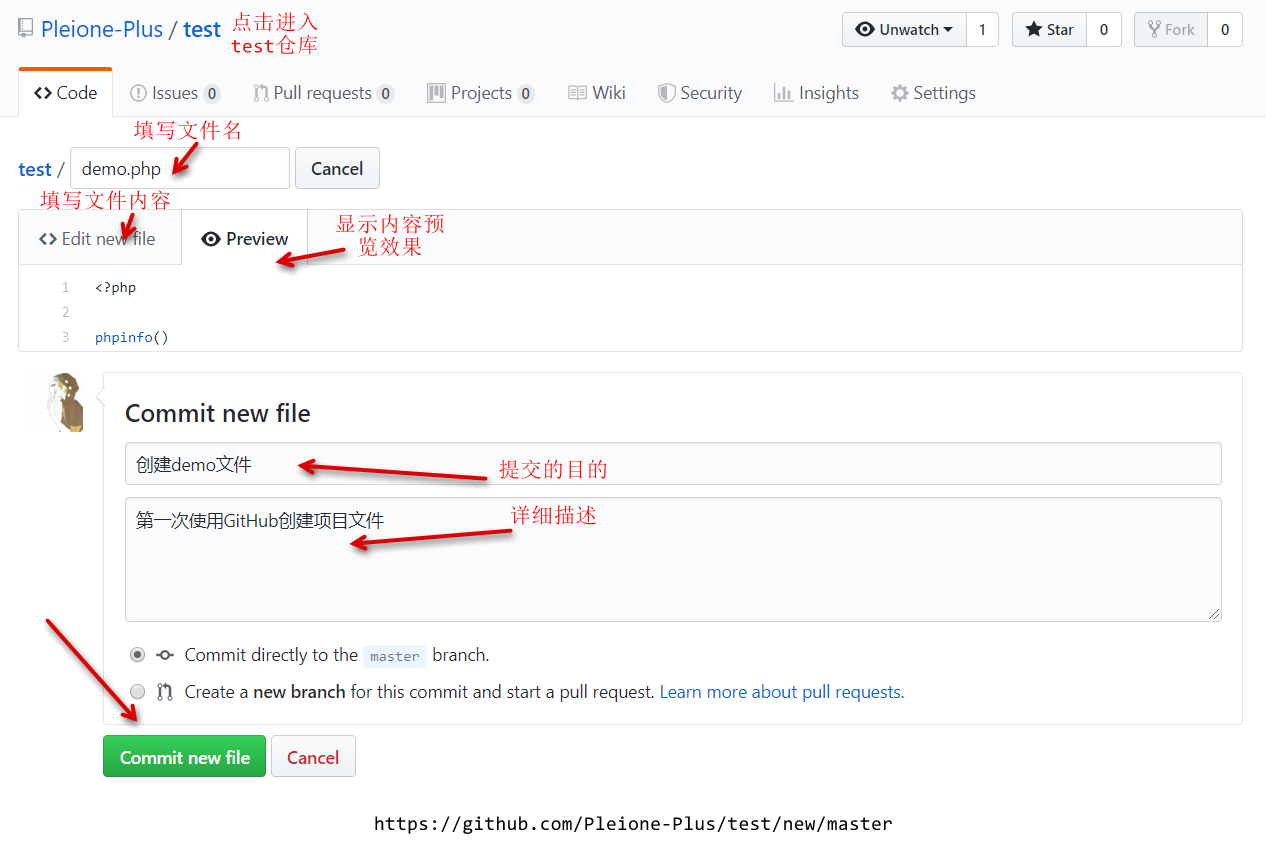 Pleione-Plus / test 点击进入 Unwatch 1 Star 0 Fork 0
test仓库
Code Issues 0 Pull requests 0 Projects 0 Wiki Security Insights Settings
填写文件名
test / demo.php Cancel
填写文件内容
显示内容预
Edit new file Preview
览效果
1 <?php
2
3 phpinfo()
Commit new file
创建demo文件
提交的目的
详细描述
第一次使用GitHub创建项目文件
Commit directly to the master branch.
Create a new branch for this commit and start a pull request. Learn more about pull requests.
Commit new file Cancel
https://github.com/Pleione-Plus/test/new/master